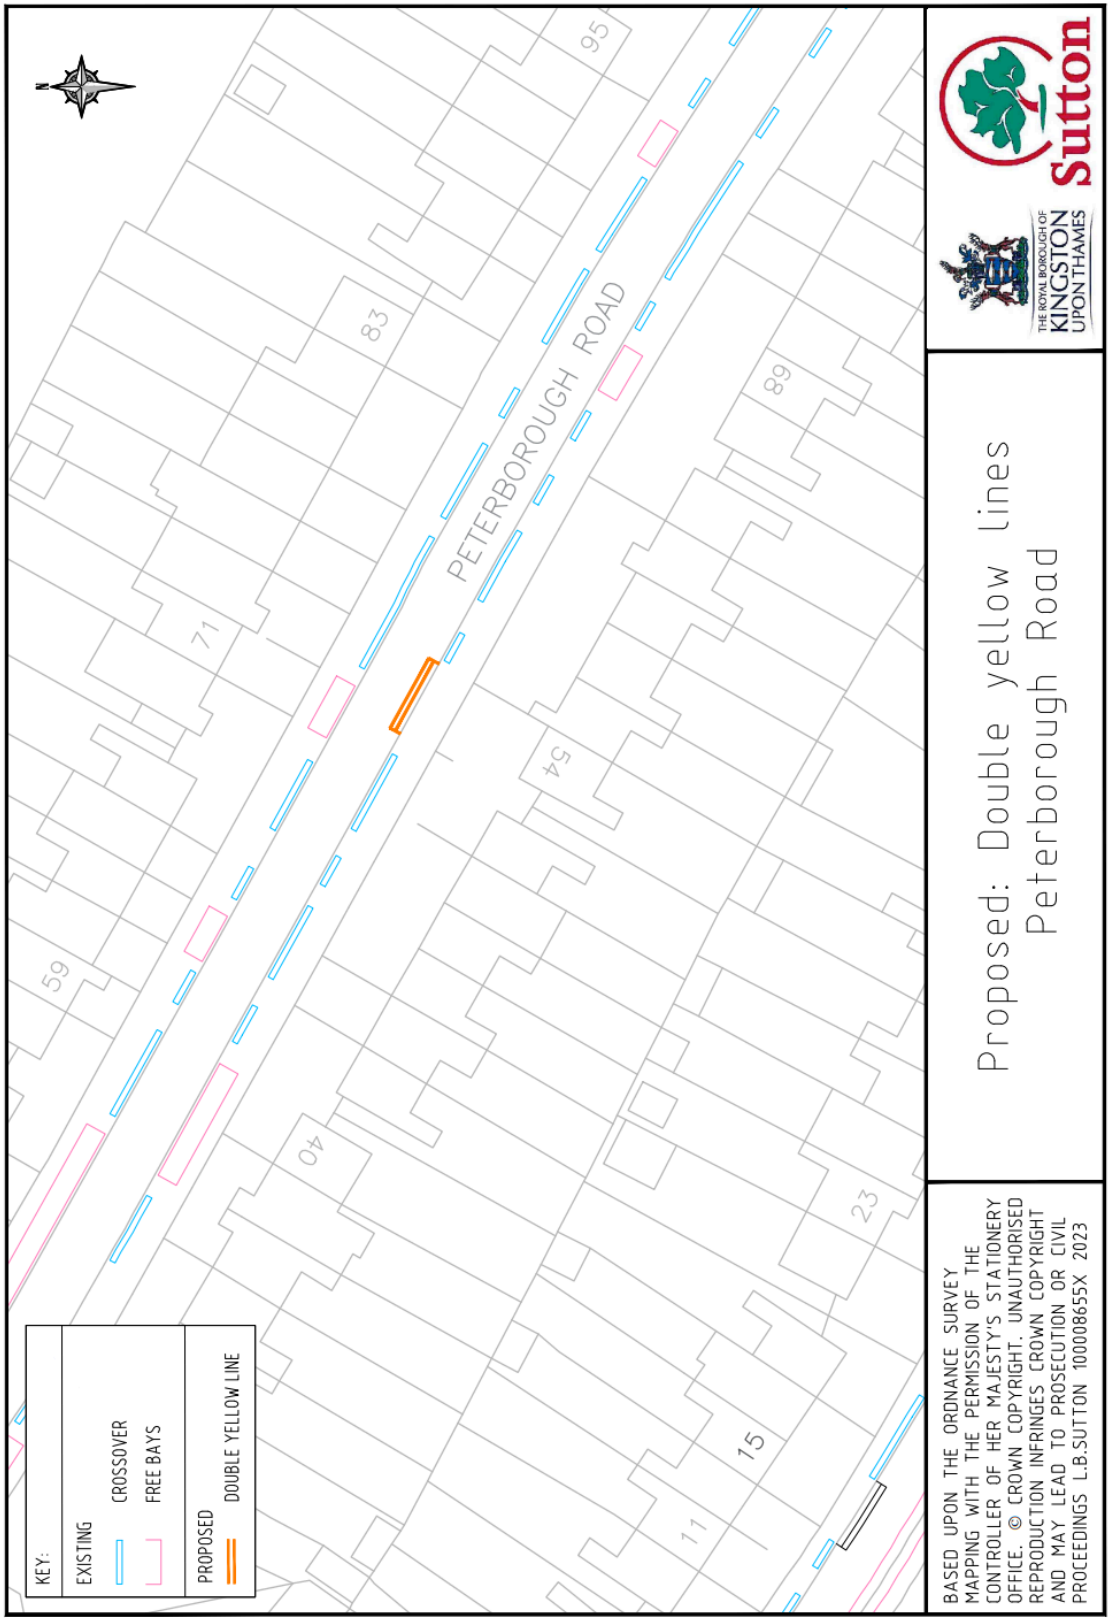 N
95
83
71
59
PETERBOROUGH ROAD
68
54
40
23
15
11
KEY:
EXISTING
CROSSOVER
FREE BAYS
PROPOSED
DOUBLE YELLOW LINE
BASED UPON THE ORDNANCE SURVEY
MAPPING WITH THE PERMISSION OF THE
CONTROLLER OF HER MAJESTY'S STATIONERY
OFFICE. © CROWN COPYRIGHT. UNAUTHORISED
REPRODUCTION INFRINGES CROWN COPYRIGHT
AND MAY LEAD TO PROSECUTION OR CIVIL
PROCEEDINGS L.B.SUTTON 100008655X 2023
Proposed: Double yellow lines
Peterborough Road
THE ROYAL BOROUGH OF
KINGSTON
UPON THAMES
Sutton